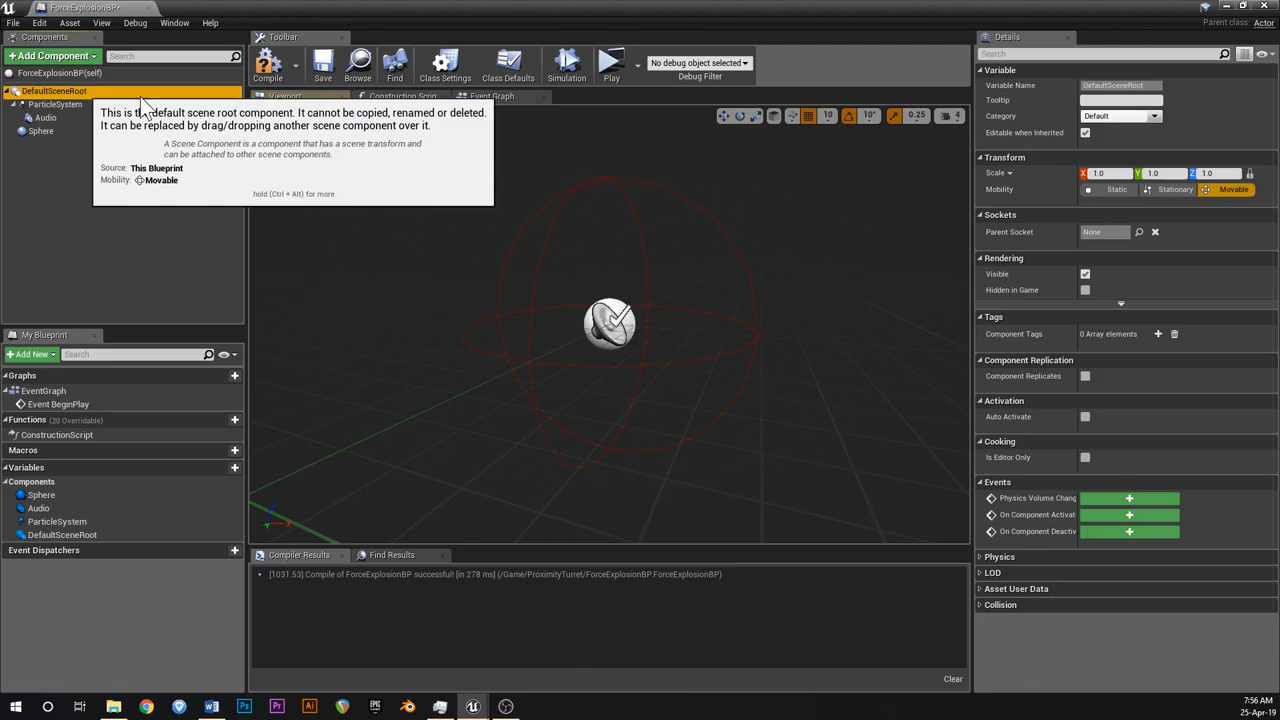 ForceExplosionBP*
File Edit Asset View Debug Window Help
Parent class: Actor
Components
+Add Component
Search
ForceExplosionBP(self)
DefaultSceneRoot
ParticleSystem
Audio
Sphere
This is the default scene root component. It cannot be copied, renamed or deleted.
It can be replaced by drag/dropping another scene component over it.
A Scene Component is a component that has a scene transform and
can be attached to other scene components.
Source: This Blueprint
Mobility: Movable
hold (Ctrl + Alt) for more
My Blueprint
+Add New
Search
Graphs
EventGraph
Event BeginPlay
Functions (20 Overridable)
ConstructionScript
Macros
Variables
Components
Sphere
Audio
ParticleSystem
DefaultSceneRoot
Event Dispatchers
Toolbar
Compile
Save
Browse
Find
Class Settings
Class Defaults
Simulation
Play
No debug object selected
Debug Filter
Viewport
Construction Scrip
Event Graph
10
10°
0.25
4
Compiler Results
Find Results
[1031.53] Compile of ForceExplosionBP successful! [in 278 ms] (/Game/ProximityTurret/ForceExplosionBP.ForceExplosionBP)
Clear
Details
Search
Variable
Variable Name DefaultSceneRoot
Tooltip
Category Default
Editable when Inherited
Transform
Scale X 1.0 Y 1.0 Z 1.0
Mobility Static Stationary Movable
Sockets
Parent Socket None
Rendering
Visible
Hidden in Game
Tags
Component Tags 0 Array elements
Component Replication
Component Replicates
Activation
Auto Activate
Cooking
Is Editor Only
Events
Physics Volume Chang
On Component Activat
On Component Deactiv
Physics
LOD
Asset User Data
Collision
7:56 AM
25-Apr-19